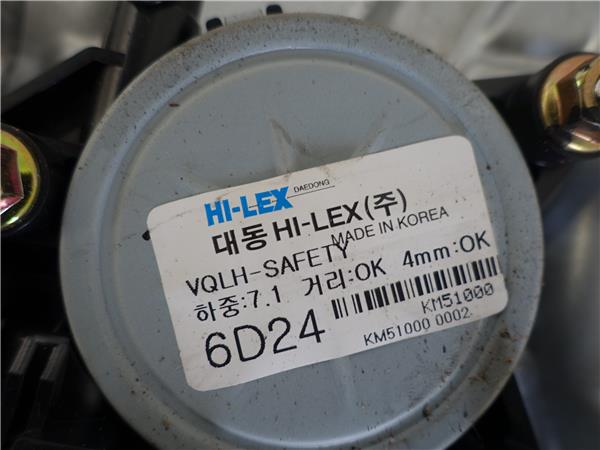 HI-LEX DAEDONG
대동 HI-LEX(주)
MADE IN KOREA
VQLH-SAFETY
하중:7.1 거리:OK 4mm:OK
6D24
KM51000
KM51000 0002